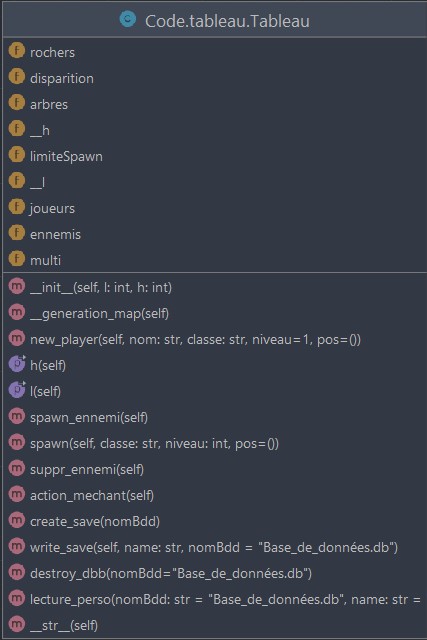 Code.tableau.Tableau
rochers
disparition
arbres
__h
limiteSpawn
__l
joueurs
ennemis
multi
__init__(self, l: int, h: int)
__generation_map(self)
new_player(self, nom: str, classe: str, niveau=1, pos=())
h(self)
l(self)
spawn_ennemi(self)
spawn(self, classe: str, niveau: int, pos=())
suppr_ennemi(self)
action_mechant(self)
create_save(nomBdd)
write_save(self, name: str, nomBdd = "Base_de_données.db")
destroy_dbb(nomBdd="Base_de_données.db")
lecture_perso(nomBdd: str = "Base_de_données.db", name: str =
__str__(self)